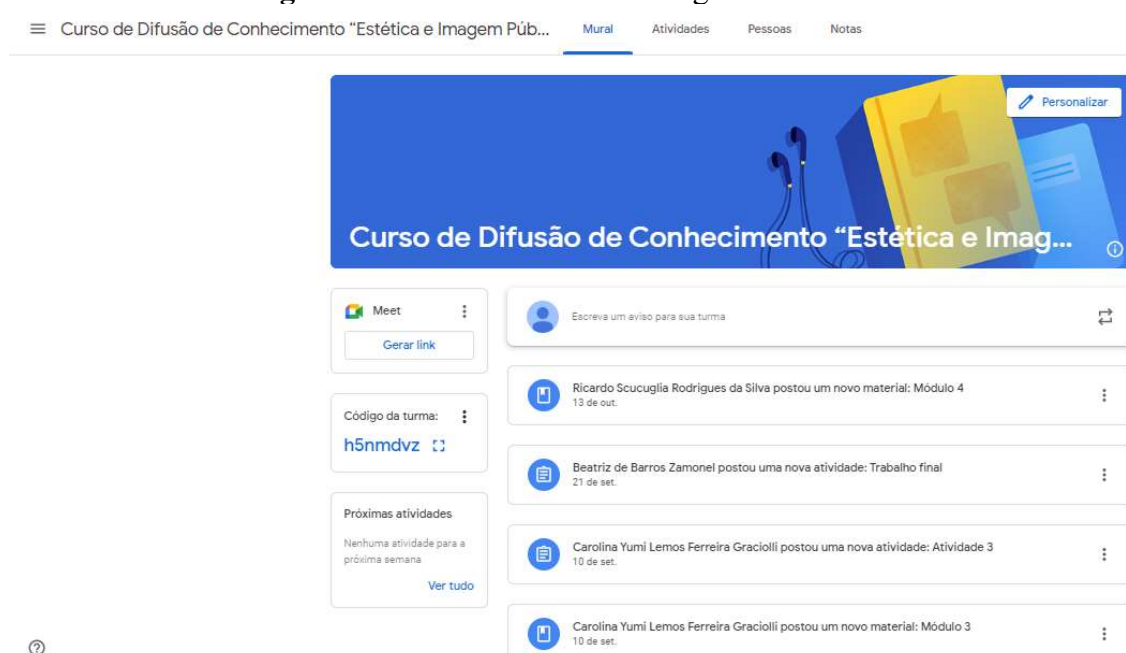 Curso de Difusão de Conhecimento “Estética e Imagem Púb...
Mural
Atividades
Pessoas
Notas
Personalizar
Curso de Difusão de Conhecimento “Estética e Imag...
Meet
Gerar link
Código da turma:
h5nmdvz
Próximas atividades
Nenhuma atividade para a
próxima semana
Ver tudo
Escreva um aviso para sua turma
Ricardo Scucuglia Rodrigues da Silva postou um novo material: Módulo 4
13 de out.
Beatriz de Barros Zamonel postou uma nova atividade: Trabalho final
21 de set.
Carolina Yumi Lemos Ferreira Graciolli postou uma nova atividade: Atividade 3
10 de set.
Carolina Yumi Lemos Ferreira Graciolli postou um novo material: Módulo 3
10 de set.